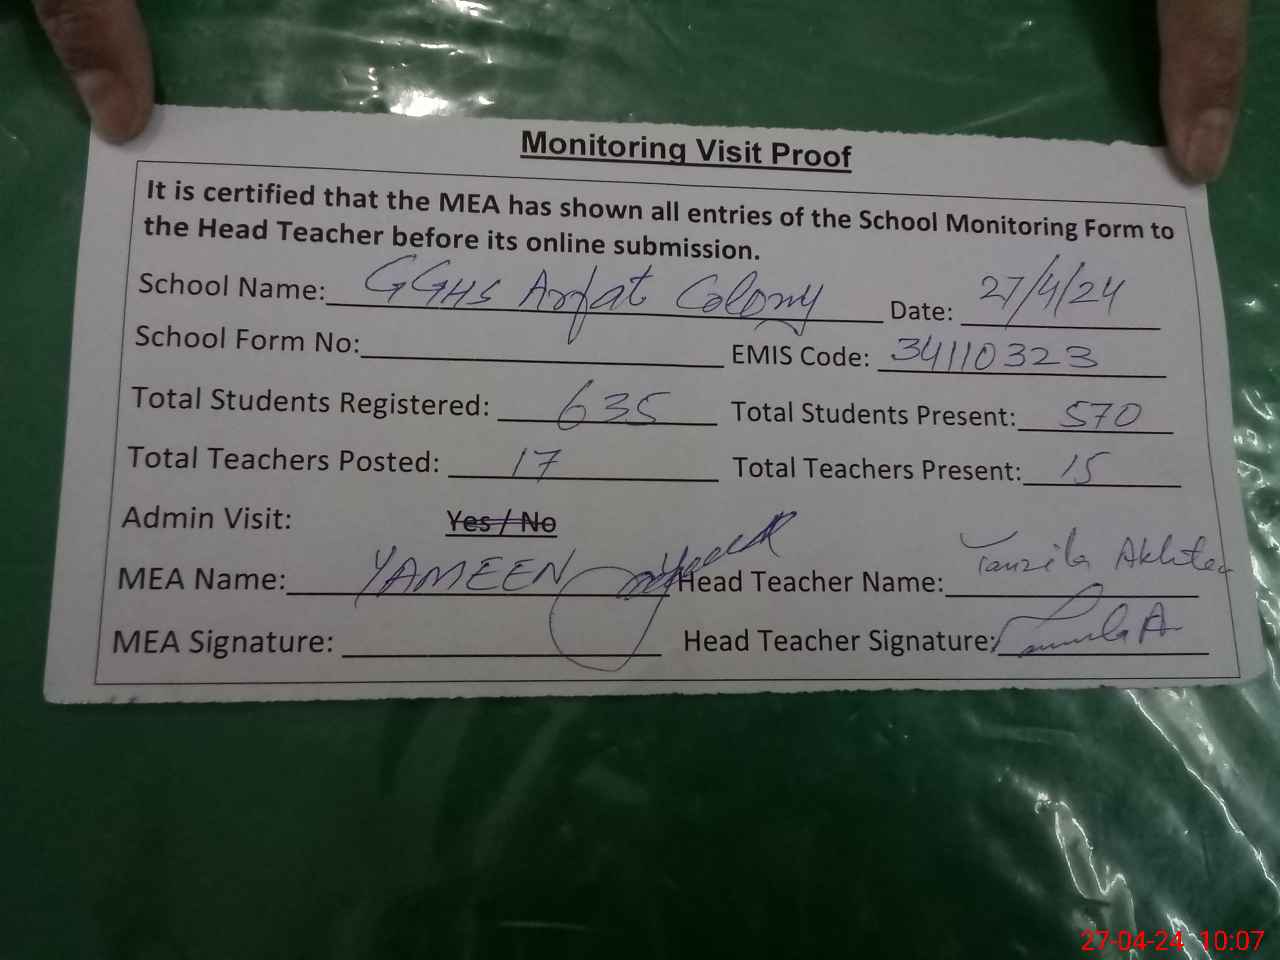 Monitoring Visit Proof
It is certified that the MEA has shown all entries of the School Monitoring Form to
the Head Teacher before its online submission.
School Name: GGHS Arfat Colony Date: 27/4/24
School Form No: EMIS Code: 34110323
Total Students Registered: 635 Total Students Present: 570
Total Teachers Posted: 17 Total Teachers Present: 15
Admin Visit: Yes / No
MEA Name: YAMEEN Head Teacher Name: Tanzila Akhter
MEA Signature: Head Teacher Signature:
27-04-24 10:07